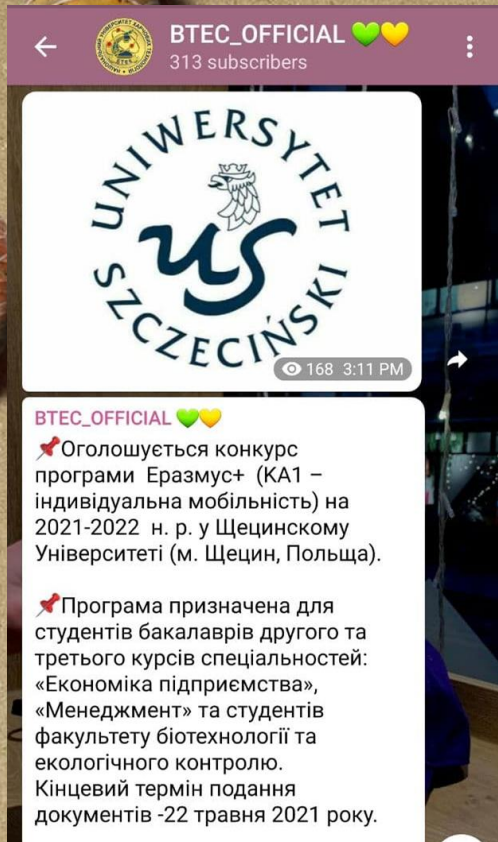 BTEC_OFFICIAL 💚💛
313 subscribers
UNIWERSYTET
SZCZECIŃSKI
us
168 3:11 PM
BTEC_OFFICIAL 💚💛
📌Оголошується конкурс
програми Еразмус+ (КА1 –
індивідуальна мобільність) на
2021-2022 н. р. у Щецинскому
Університеті (м. Щецин, Польща).
📌Програма призначена для
студентів бакалаврів другого та
третього курсів спеціальностей:
«Економіка підприємства»,
«Менеджмент» та студентів
факультету біотехнології та
екологічного контролю.
Кінцевий термін подання
документів -22 травня 2021 року.